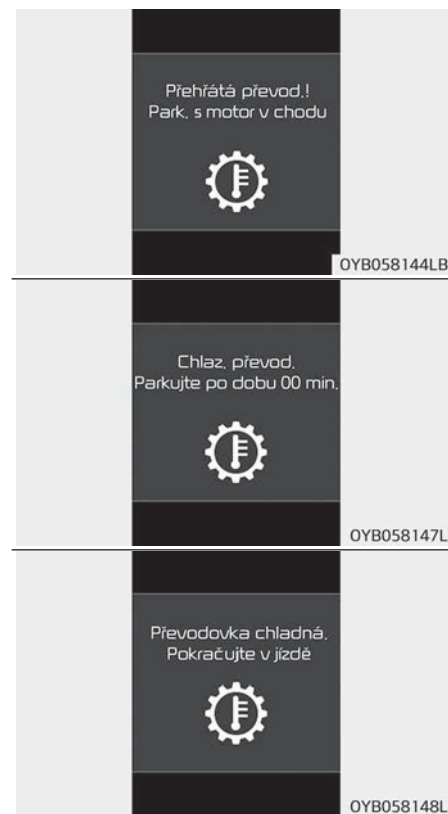 Přehřátá převod.!
Park. s motor v chodu
OYB058144LB
Chlaz. převod.
Parkujte po dobu 00 min.
OYB058147L
Převodovka chladná.
Pokračujte v jízdě
OYB058148L